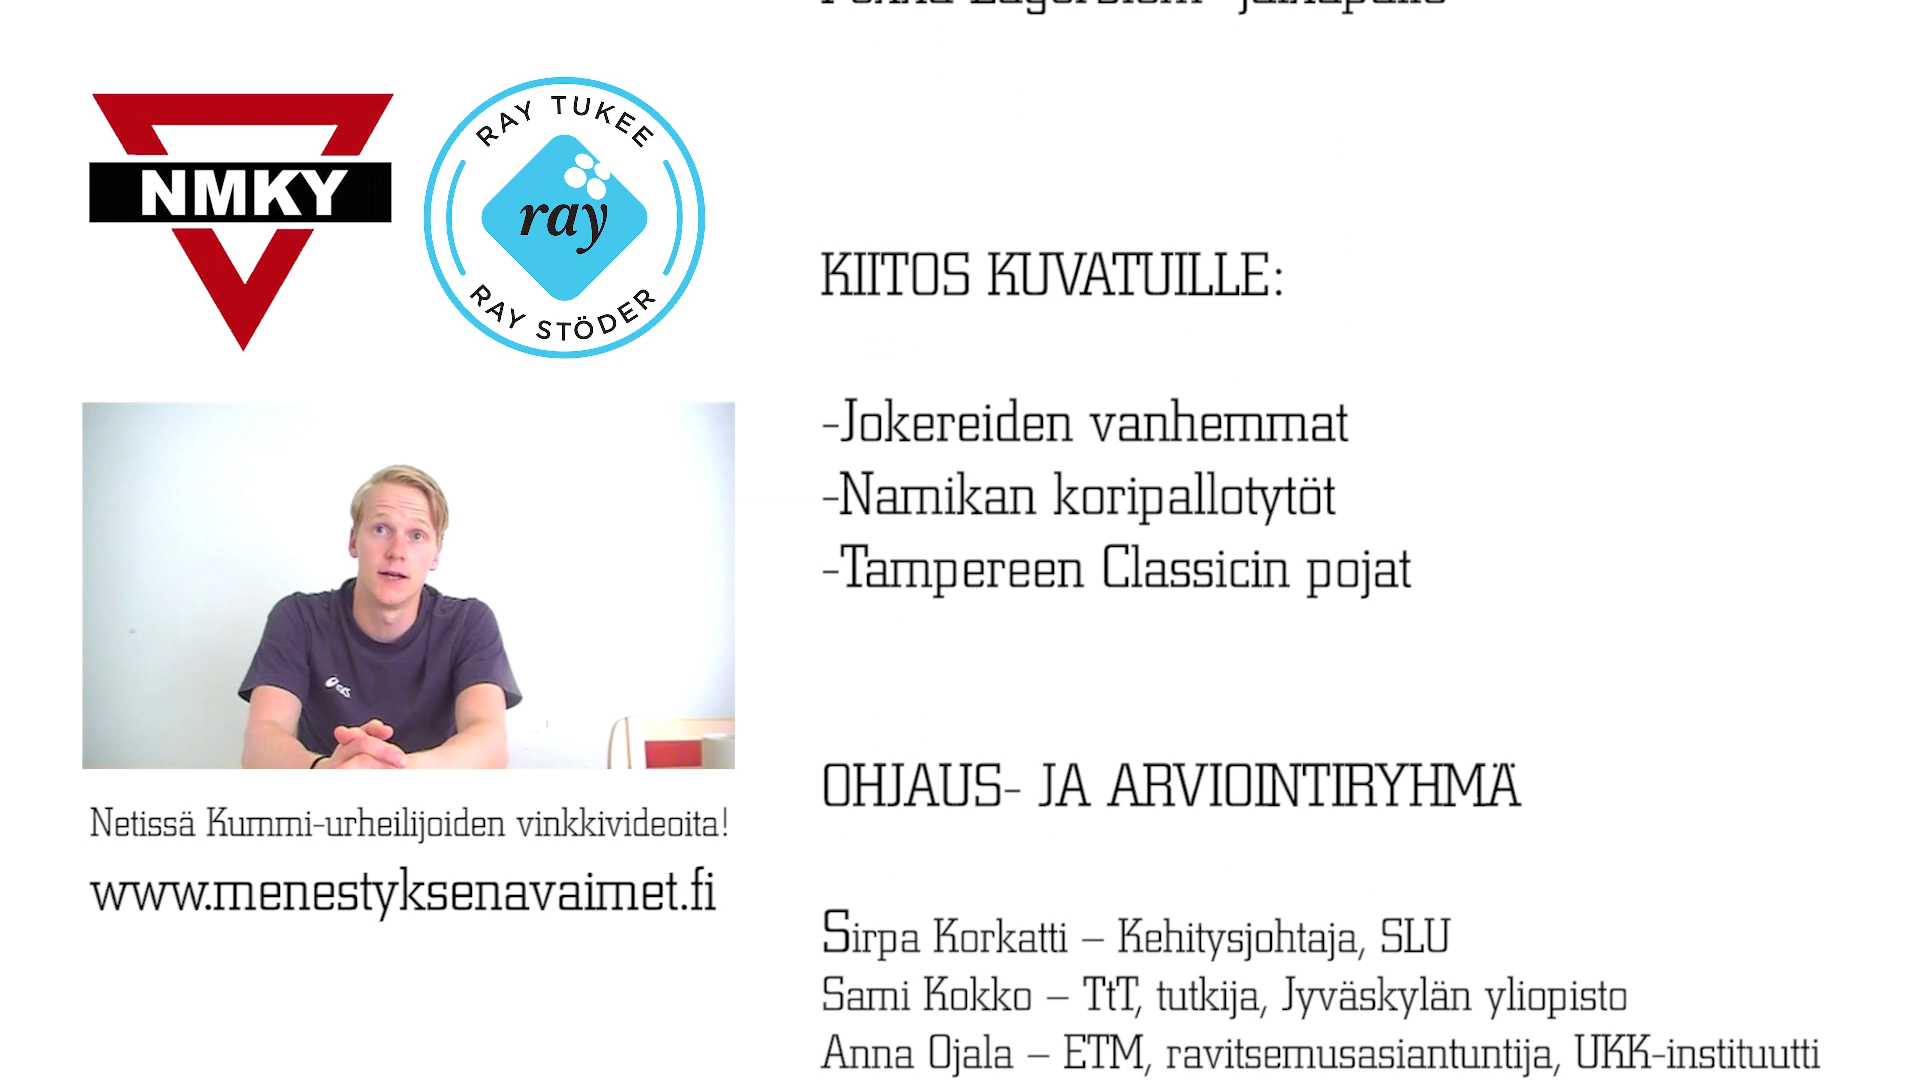 NMKY
RAY TUKEE
ray
RAY STÖDER
Netissä Kummi-urheilijoiden vinkkivideoita!
www.menestyksenavaimet.fi
KIITOS KUVATUILLE:
-Jokereiden vanhemmat
-Namikan koripallotytöt
-Tampereen Classicin pojat
OHJAUS- JA ARVIOINTIRYHMÄ
Sirpa Korkatti – Kehitysjohtaja, SLU
Sami Kokko – TtT, tutkija, Jyväskylän yliopisto
Anna Ojala – ETM, ravitsemusasiantuntija, UKK-instituutti